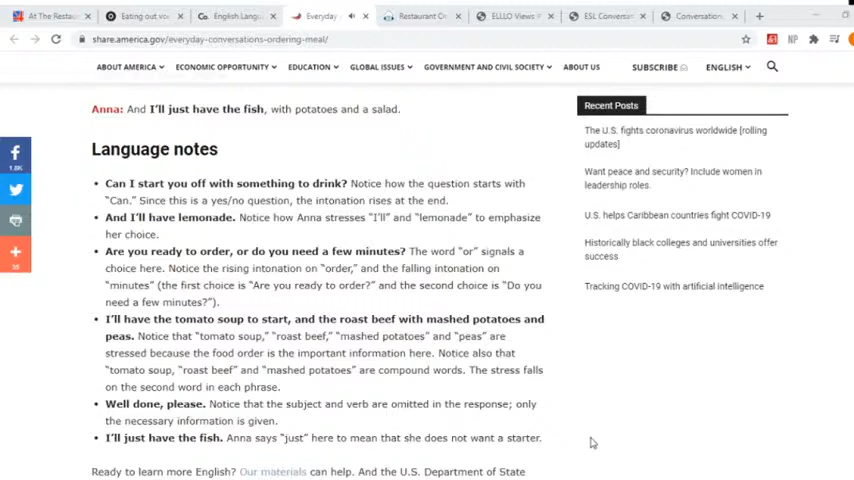 At The Restau
Eating out voc
English Langu
Everyday
Restaurant O
ELLLO Views
ESL Conversa
Conversation
share.america.gov/everyday-conversations-ordering-meal/
ABOUT AMERICA ECONOMIC OPPORTUNITY EDUCATION GLOBAL ISSUES GOVERNMENT AND CIVIL SOCIETY ABOUT US SUBSCRIBE ENGLISH
Anna: And I'll just have the fish, with potatoes and a salad.
Language notes
• Can I start you off with something to drink? Notice how the question starts with
"Can." Since this is a yes/no question, the intonation rises at the end.
• And I'll have lemonade. Notice how Anna stresses "I'll" and "lemonade" to emphasize
her choice.
• Are you ready to order, or do you need a few minutes? The word "or" signals a
choice here. Notice the rising intonation on "order," and the falling intonation on
"minutes" (the first choice is "Are you ready to order?" and the second choice is "Do you
need a few minutes?").
• I'll have the tomato soup to start, and the roast beef with mashed potatoes and
peas. Notice that "tomato soup," "roast beef," "mashed potatoes" and "peas" are
stressed because the food order is the important information here. Notice also that
"tomato soup, "roast beef" and "mashed potatoes" are compound words. The stress falls
on the second word in each phrase.
• Well done, please. Notice that the subject and verb are omitted in the response; only
the necessary information is given.
• I'll just have the fish. Anna says "just" here to mean that she does not want a starter.
Ready to learn more English? Our materials can help. And the U.S. Department of State
Recent Posts
The U.S. fights coronavirus worldwide [rolling
updates]
Want peace and security? Include women in
leadership roles.
U.S. helps Caribbean countries fight COVID-19
Historically black colleges and universities offer
success
Tracking COVID-19 with artificial intelligence